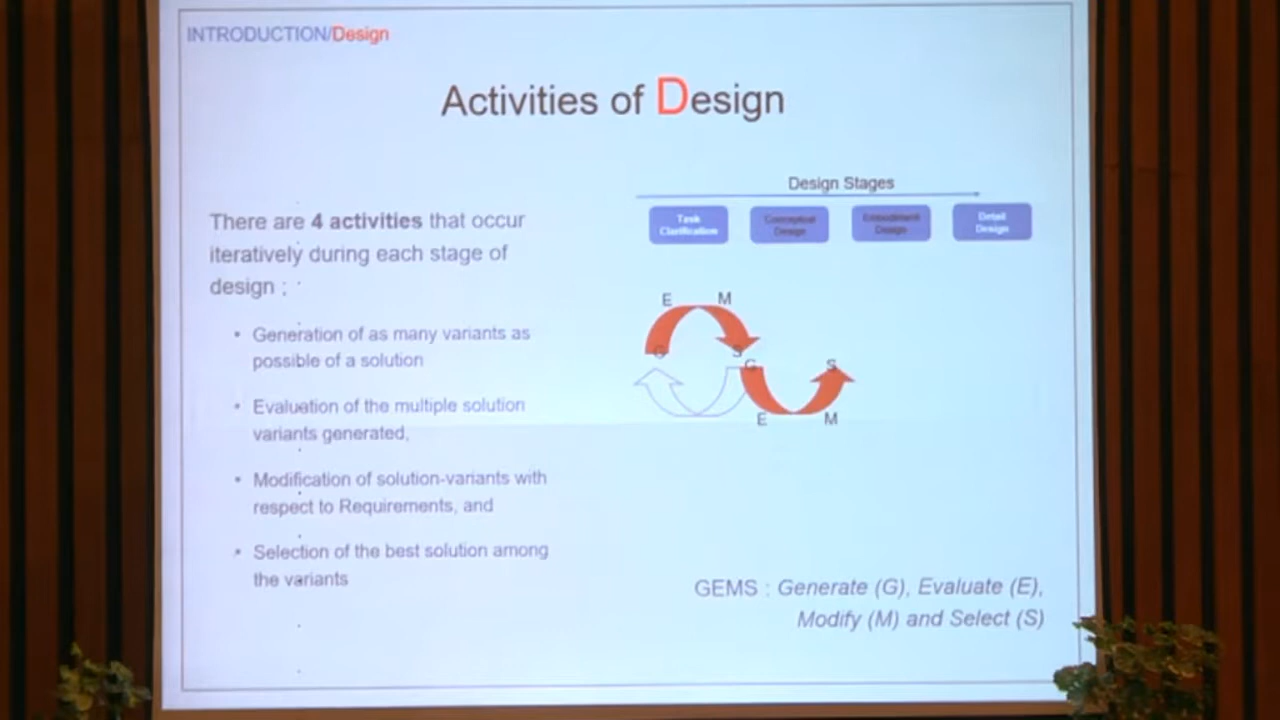 INTRODUCTION/Design
Activities of Design
There are 4 activities that occur
iteratively during each stage of
design :
• Generation of as many variants as
possible of a solution
• Evaluation of the multiple solution
variants generated,
• Modification of solution-variants with
respect to Requirements, and
• Selection of the best solution among
the variants
Design Stages
Task
Clarification
Conceptual
Design
Embodiment
Design
Detail
Design
E M
G S
G S
E M
GEMS : Generate (G), Evaluate (E),
Modify (M) and Select (S)